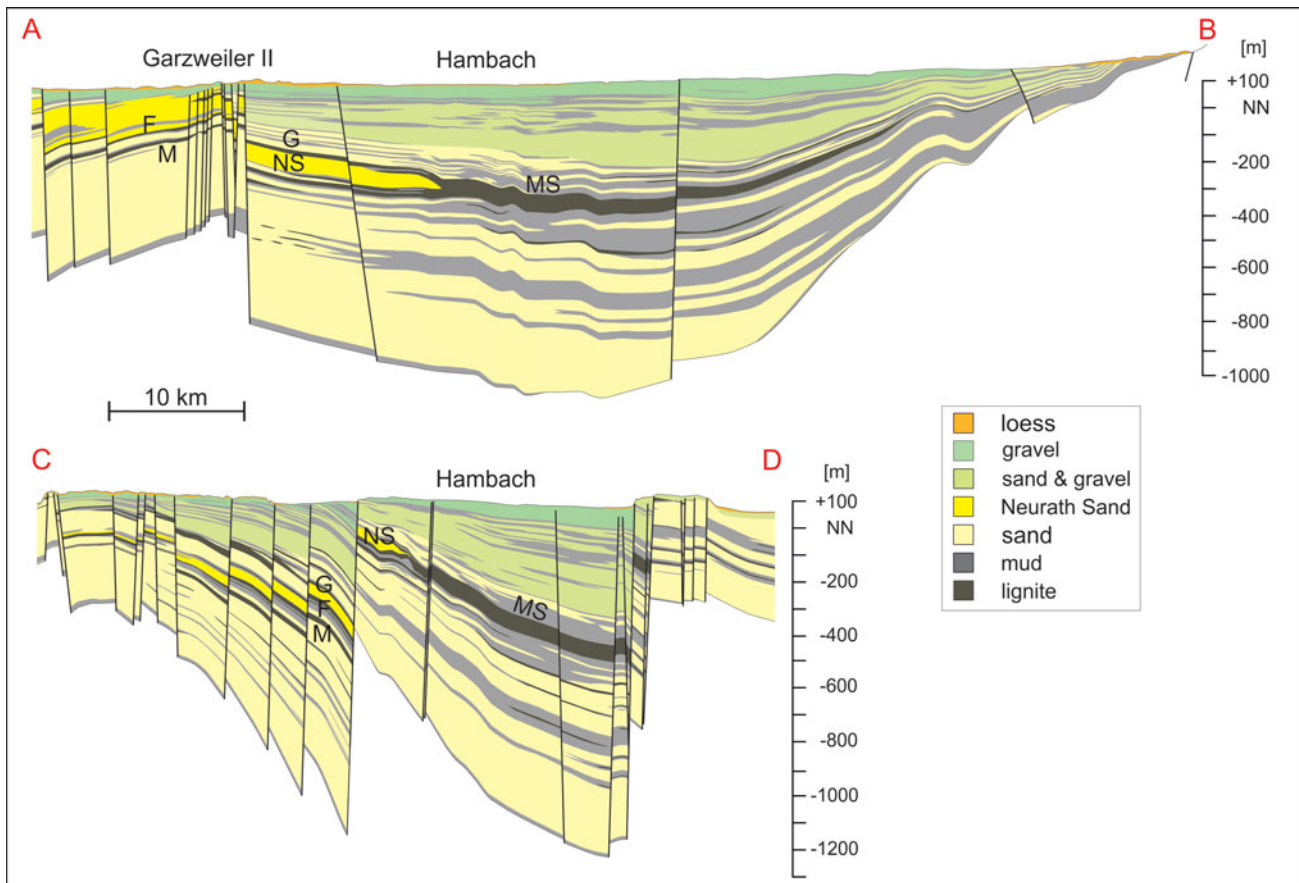 A
B
Garzweiler II
Hambach
[m]
+100
NN
-200
-400
-600
-800
-1000
F
M
G
NS
MS
10 km
C
D
Hambach
[m]
+100
NN
-200
-400
-600
-800
-1000
-1200
NS
G
F
M
MS
loess
gravel
sand & gravel
Neurath Sand
sand
mud
lignite